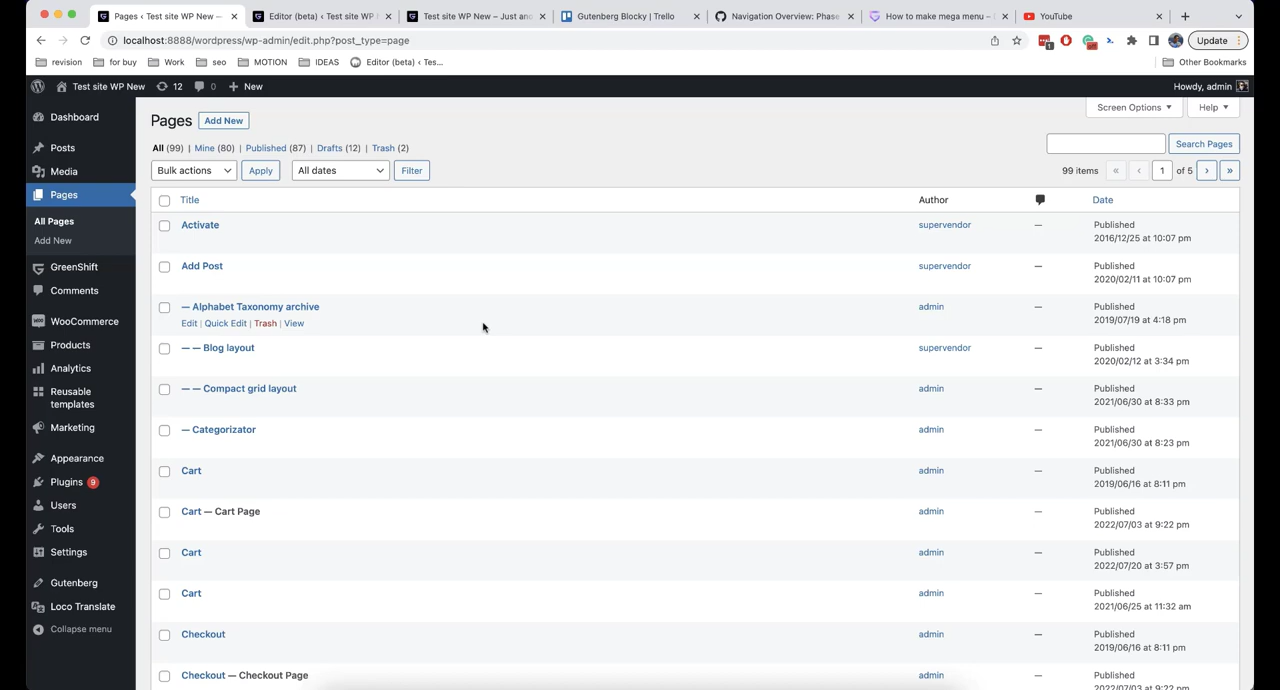 Pages ‹ Test site WP New —
Editor (beta) ‹ Test site WP N
Test site WP New – Just ano
Gutenberg Blocky | Trello
Navigation Overview: Phase
How to make mega menu –
YouTube
localhost:8888/wordpress/wp-admin/edit.php?post_type=page
Update
revision
for buy
Work
seo
MOTION
IDEAS
Editor (beta) ‹ Tes...
Other Bookmarks
Test site WP New
12
0
New
Howdy, admin
Dashboard
Posts
Media
Pages
All Pages
Add New
GreenShift
Comments
WooCommerce
Products
Analytics
Reusable
templates
Marketing
Appearance
Plugins 9
Users
Tools
Settings
Gutenberg
Loco Translate
Collapse menu
Screen Options
Help
Pages
Add New
All (99) | Mine (80) | Published (87) | Drafts (12) | Trash (2)
Search Pages
Bulk actions
Apply
All dates
Filter
99 items « ‹ 1 of 5 › »
Title Author Date
Activate supervendor — Published
2016/12/25 at 10:07 pm
Add Post supervendor — Published
2020/02/11 at 10:07 pm
— Alphabet Taxonomy archive admin — Published
Edit | Quick Edit | Trash | View 2019/07/19 at 4:18 pm
— — Blog layout supervendor — Published
2020/02/12 at 3:34 pm
— — Compact grid layout admin — Published
2021/06/30 at 8:33 pm
— Categorizator admin — Published
2021/06/30 at 8:23 pm
Cart admin — Published
2019/06/16 at 8:11 pm
Cart — Cart Page admin — Published
2022/07/03 at 9:22 pm
Cart admin — Published
2022/07/20 at 3:57 pm
Cart admin — Published
2021/06/25 at 11:32 am
Checkout admin — Published
2019/06/16 at 8:11 pm
Checkout — Checkout Page admin — Published
2022/07/03 at 9:22 pm